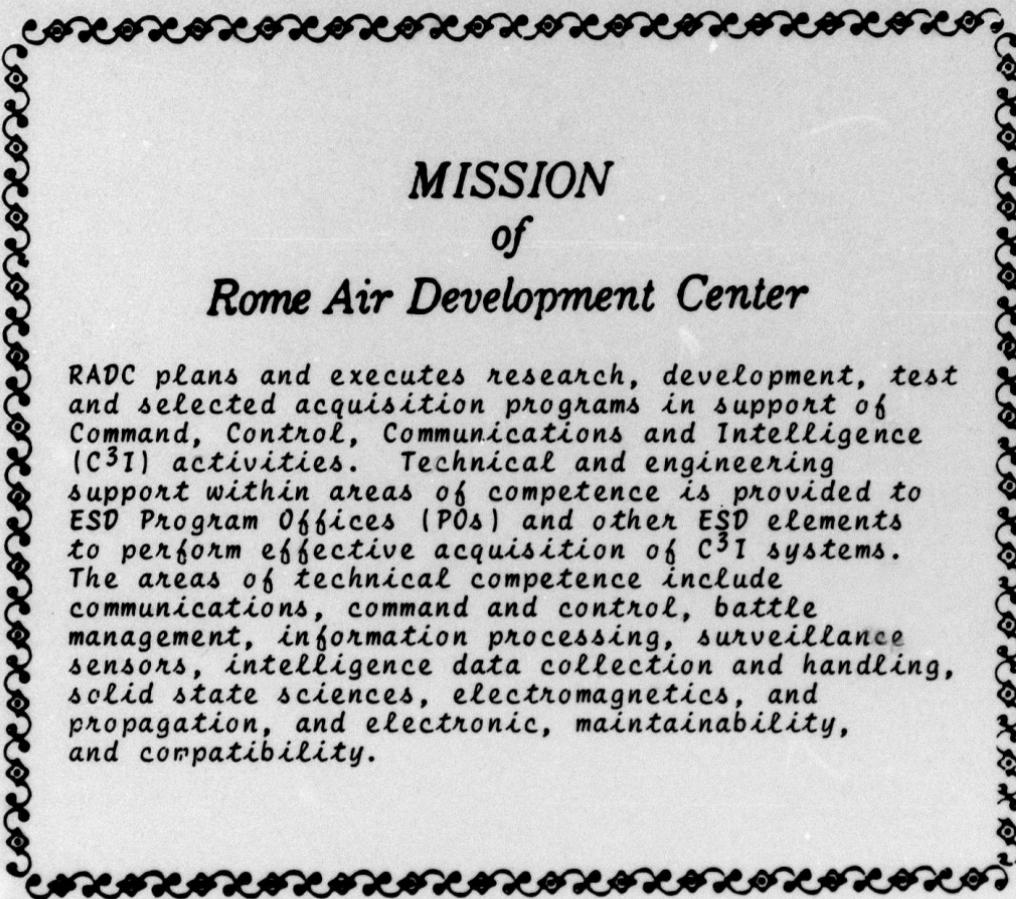 MISSION
of
Rome Air Development Center
RADC plans and executes research, development, test
and selected acquisition programs in support of
Command, Control, Communications and Intelligence
(C³I) activities. Technical and engineering
support within areas of competence is provided to
ESD Program Offices (POs) and other ESD elements
to perform effective acquisition of C³I systems.
The areas of technical competence include
communications, command and control, battle
management, information processing, surveillance
sensors, intelligence data collection and handling,
solid state sciences, electromagnetics, and
propagation, and electronic, maintainability,
and compatibility.